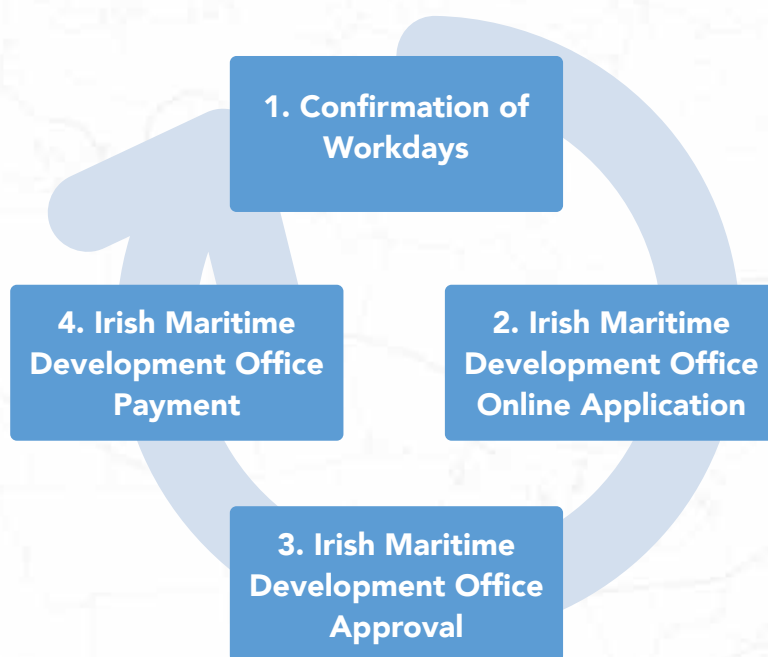 1. Confirmation of
Workdays
2. Irish Maritime
Development Office
Online Application
3. Irish Maritime
Development Office
Approval
4. Irish Maritime
Development Office
Payment